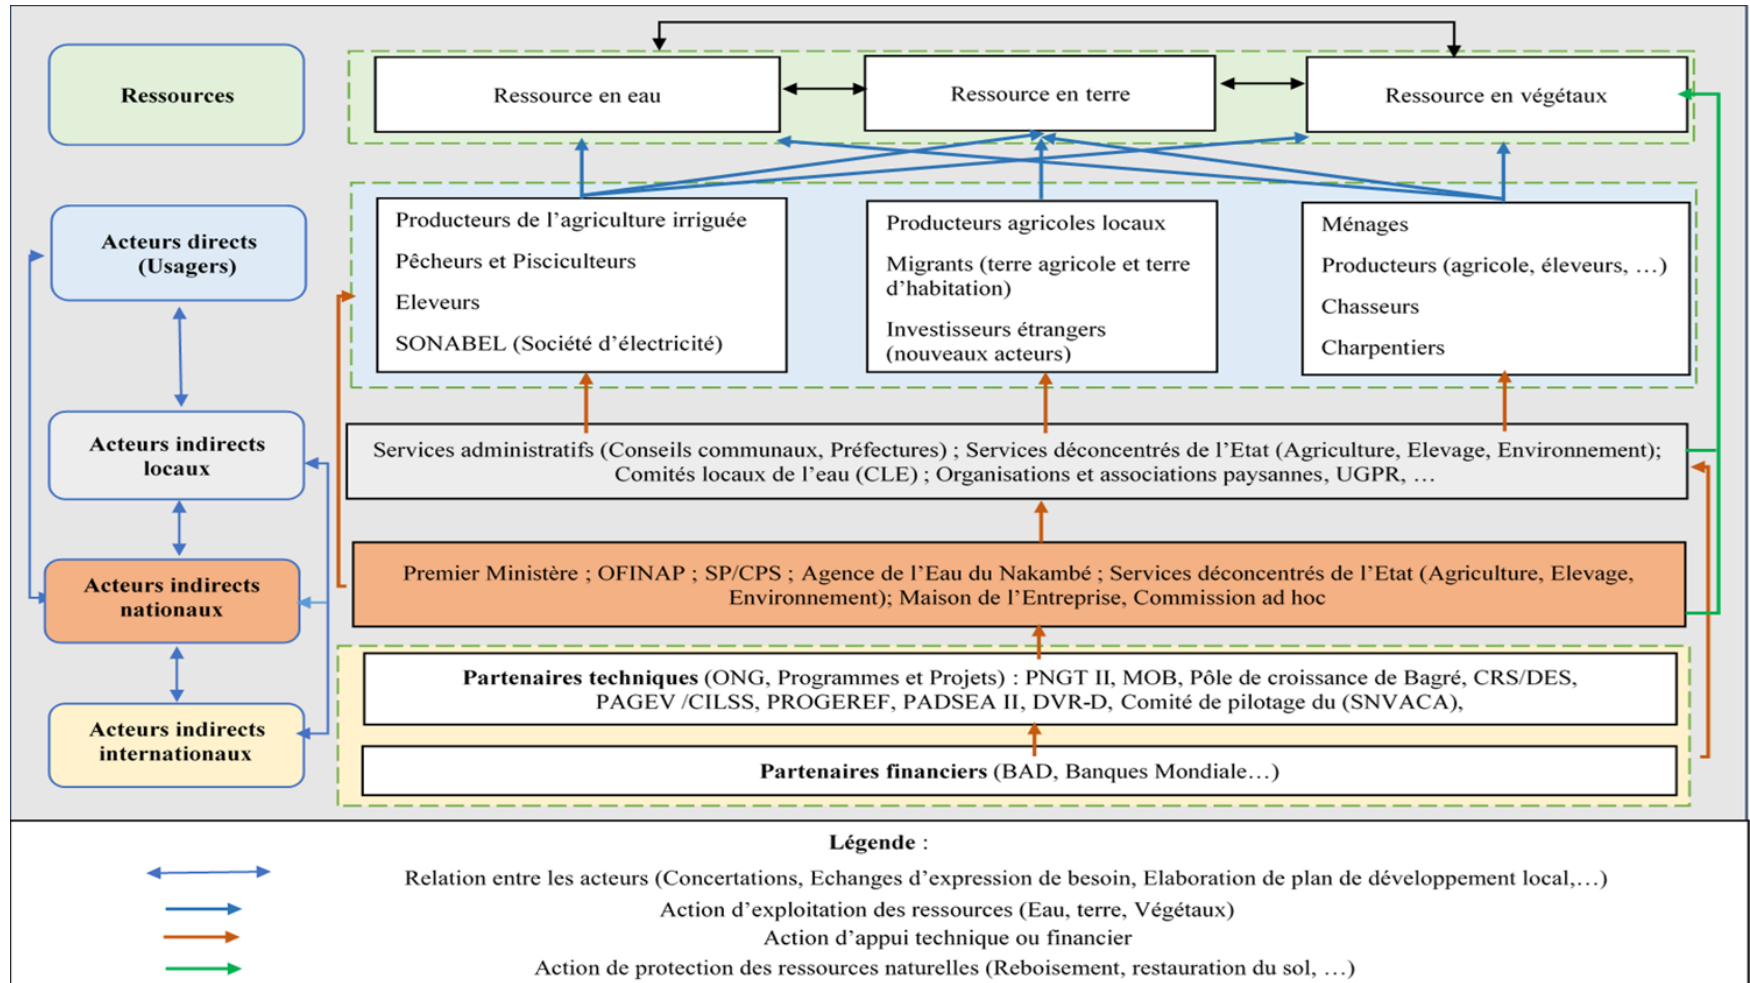 Ressources
Ressource en eau
Ressource en terre
Ressource en végétaux
Acteurs directs
(Usagers)
Producteurs de l'agriculture irriguée
Pêcheurs et Pisciculteurs
Eleveurs
SONABEL (Société d'électricité)
Producteurs agricoles locaux
Migrants (terre agricole et terre
d'habitation)
Investisseurs étrangers
(nouveaux acteurs)
Ménages
Producteurs (agricole, éleveurs, …)
Chasseurs
Charpentiers
Acteurs indirects
locaux
Services administratifs (Conseils communaux, Préfectures) ; Services déconcentrés de l'Etat (Agriculture, Elevage, Environnement);
Comités locaux de l'eau (CLE) ; Organisations et associations paysannes, UGPR, …
Acteurs indirects
nationaux
Premier Ministère ; OFINAP ; SP/CPS ; Agence de l'Eau du Nakambé ; Services déconcentrés de l'Etat (Agriculture, Elevage,
Environnement); Maison de l'Entreprise, Commission ad hoc
Acteurs indirects
internationaux
Partenaires techniques (ONG, Programmes et Projets) : PNGT II, MOB, Pôle de croissance de Bagré, CRS/DES,
PAGEV /CILSS, PROGEREF, PADSEA II, DVR-D, Comité de pilotage du (SNVACA),
Partenaires financiers (BAD, Banques Mondiale…)
Légende :
Relation entre les acteurs (Concertations, Echanges d'expression de besoin, Elaboration de plan de développement local,…)
Action d'exploitation des ressources (Eau, terre, Végétaux)
Action d'appui technique ou financier
Action de protection des ressources naturelles (Reboisement, restauration du sol, …)